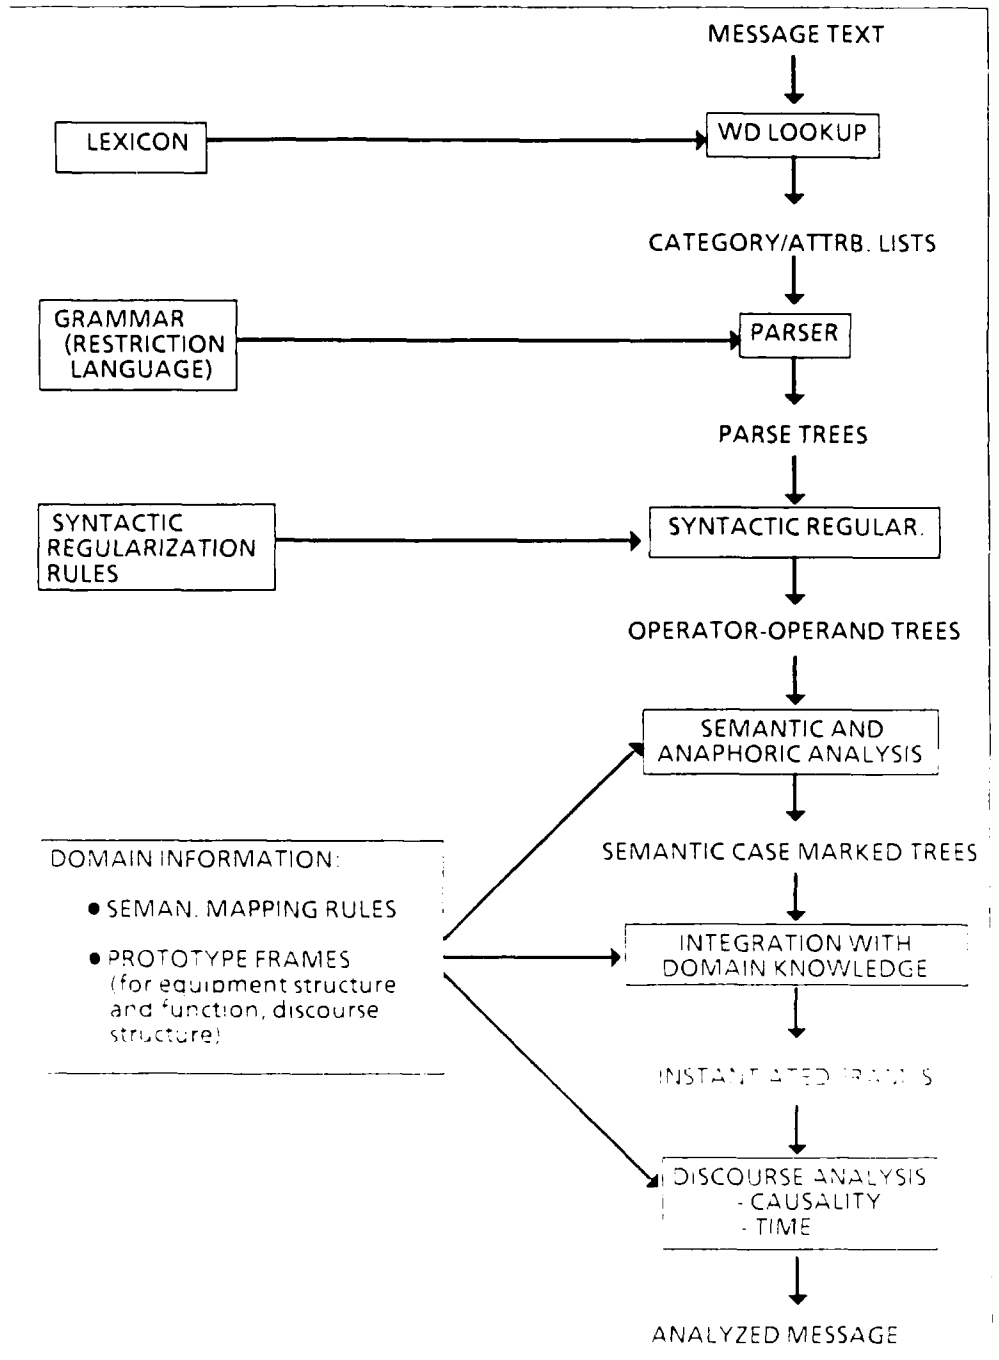 MESSAGE TEXT
LEXICON
WD LOOKUP
CATEGORY/ATTRB. LISTS
GRAMMAR
(RESTRICTION
LANGUAGE)
PARSER
PARSE TREES
SYNTACTIC
REGULARIZATION
RULES
SYNTACTIC REGULAR.
OPERATOR-OPERAND TREES
SEMANTIC AND
ANAPHORIC ANALYSIS
SEMANTIC CASE MARKED TREES
DOMAIN INFORMATION:
● SEMAN. MAPPING RULES
● PROTOTYPE FRAMES
(for equipment structure
and function, discourse
structure)
INTEGRATION WITH
DOMAIN KNOWLEDGE
INSTANTIATED FRAMES
DISCOURSE ANALYSIS
- CAUSALITY
- TIME
ANALYZED MESSAGE